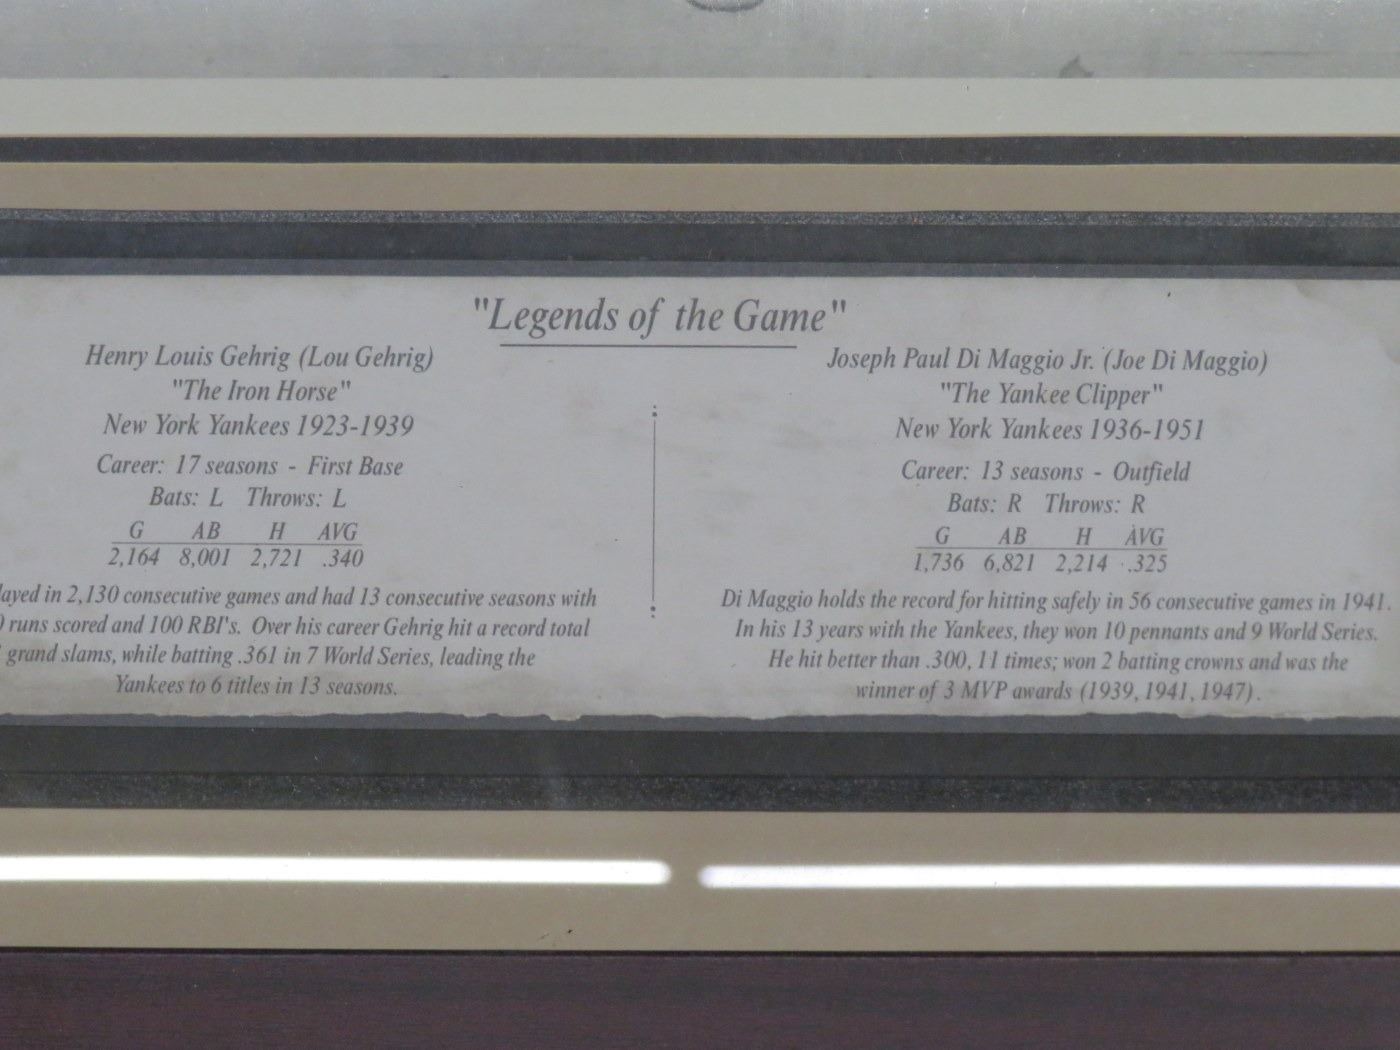 "Legends of the Game"
Henry Louis Gehrig (Lou Gehrig)
"The Iron Horse"
New York Yankees 1923-1939
Career: 17 seasons - First Base
Bats: L Throws: L
G AB H AVG
2,164 8,001 2,721 .340
layed in 2,130 consecutive games and had 13 consecutive seasons with
0 runs scored and 100 RBI's. Over his career Gehrig hit a record total
grand slams, while batting .361 in 7 World Series, leading the
Yankees to 6 titles in 13 seasons.
Joseph Paul Di Maggio Jr. (Joe Di Maggio)
"The Yankee Clipper"
New York Yankees 1936-1951
Career: 13 seasons - Outfield
Bats: R Throws: R
G AB H AVG
1,736 6,821 2,214 .325
Di Maggio holds the record for hitting safely in 56 consecutive games in 1941.
In his 13 years with the Yankees, they won 10 pennants and 9 World Series.
He hit better than .300, 11 times; won 2 batting crowns and was the
winner of 3 MVP awards (1939, 1941, 1947).